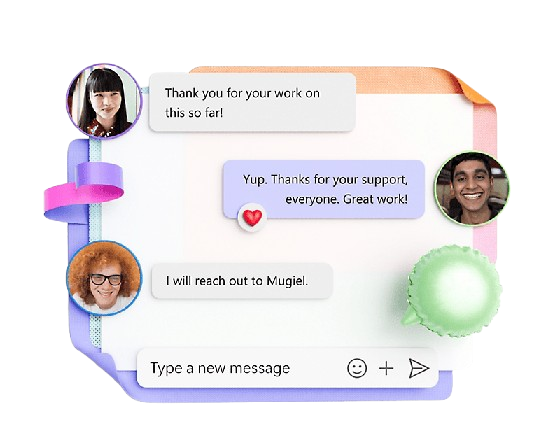 Thank you for your work on
this so far!
Yup. Thanks for your support,
everyone. Great work!
I will reach out to Mugiel.
Type a new message